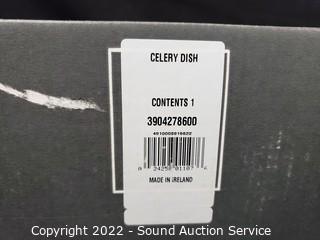 CELERY DISH
CONTENTS 1
3904278600
MADE IN IRELAND
Copyright 2022 - Sound Auction Service